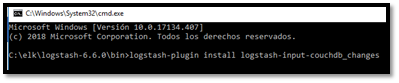 C:\Windows\System32\cmd.exe
Microsoft Windows [Versión 10.0.17134.407]
(c) 2018 Microsoft Corporation. Todos los derechos reservados.
C:\elk\logstash-6.6.0\bin>logstash-plugin install logstash-input-couchdb_changes